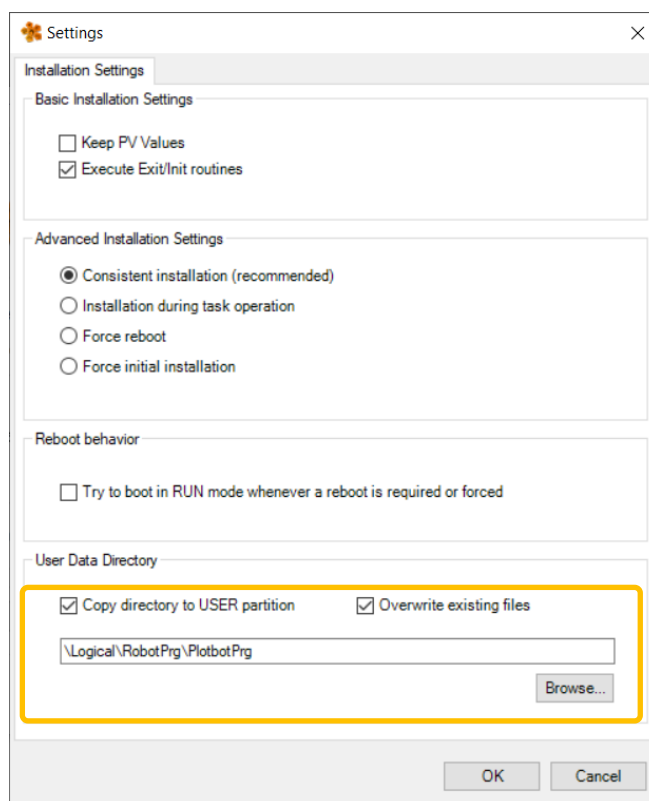 Settings
Installation Settings
Basic Installation Settings
Keep PV Values
Execute Exit/Init routines
Advanced Installation Settings
Consistent installation (recommended)
Installation during task operation
Force reboot
Force initial installation
Reboot behavior
Try to boot in RUN mode whenever a reboot is required or forced
User Data Directory
Copy directory to USER partition Overwrite existing files
\Logical\RobotPrg\PlotbotPrg
Browse...
OK Cancel